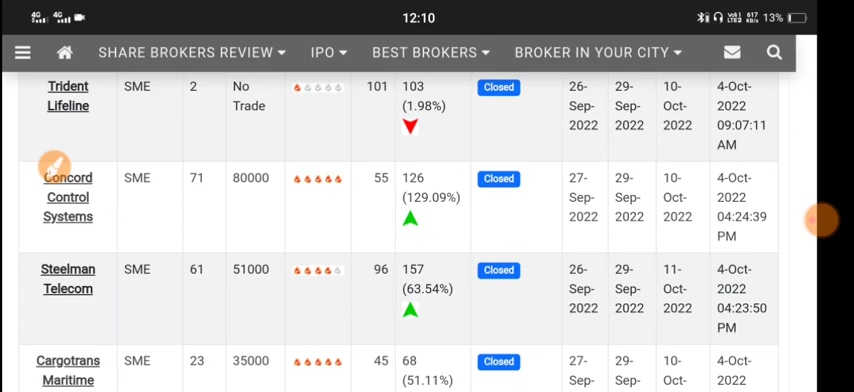 4G 4G 12:10 13%
SHARE BROKERS REVIEW IPO BEST BROKERS BROKER IN YOUR CITY
Trident SME 2 No 101 103 Closed 26- 29- 10- 4-Oct-
Lifeline Trade (1.98%) Sep- Sep- Oct- 2022
2022 2022 2022 09:07:11
AM
Concord SME 71 80000 55 126 Closed 27- 29- 10- 4-Oct-
Control (129.09%) Sep- Sep- Oct- 2022
Systems 2022 2022 2022 04:24:39
PM
Steelman SME 61 51000 96 157 Closed 26- 29- 11- 4-Oct-
Telecom (63.54%) Sep- Sep- Oct- 2022
2022 2022 2022 04:23:50
PM
Cargotrans SME 23 35000 45 68 Closed 27- 29- 10- 4-Oct-
Maritime (51.11%) Sep- Sep- Oct- 2022